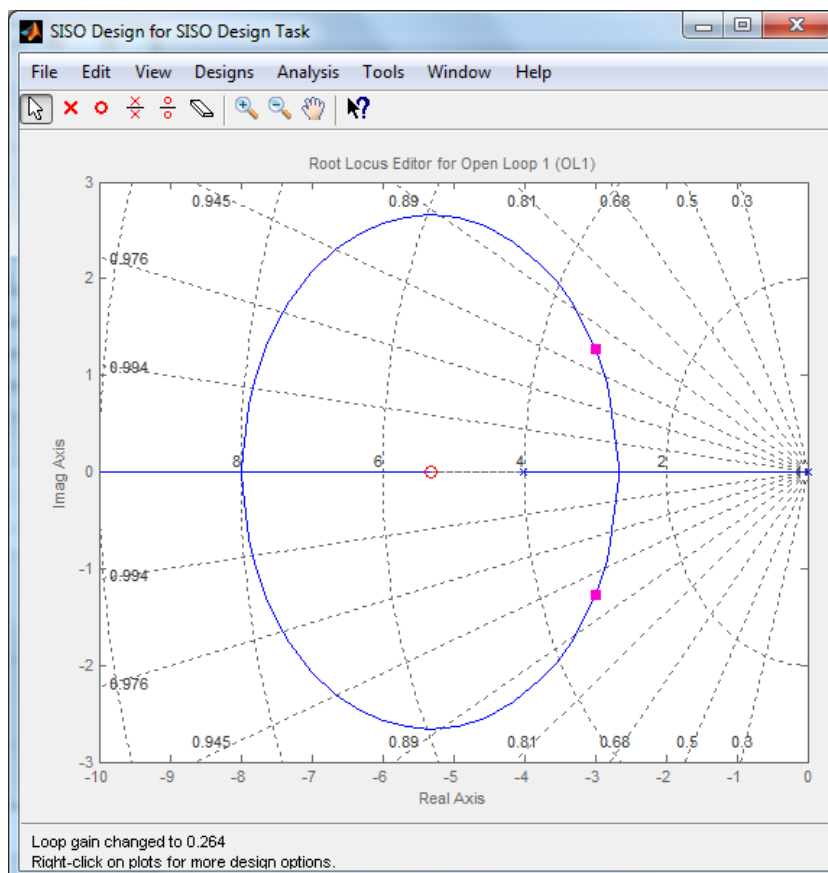 SISO Design for SISO Design Task
File Edit View Designs Analysis Tools Window Help
Root Locus Editor for Open Loop 1 (OL1)
3
0.945 0.89 0.81 0.68 0.5 0.3
0.976
2
0.994
1
8 6 4 2
0
Imag Axis
-1
0.994
-2
0.976
0.945 0.89 0.81 0.68 0.5 0.3
-3
-10 -9 -8 -7 -6 -5 -4 -3 -2 -1 0
Real Axis
Loop gain changed to 0.264
Right-click on plots for more design options.